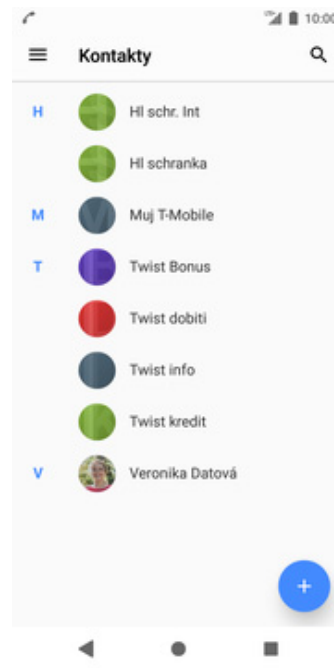 10:00
Kontakty
H
Hl schr. Int
Hl schranka
M
Muj T-Mobile
T
Twist Bonus
Twist dobiti
Twist info
Twist kredit
V
Veronika Datová
+